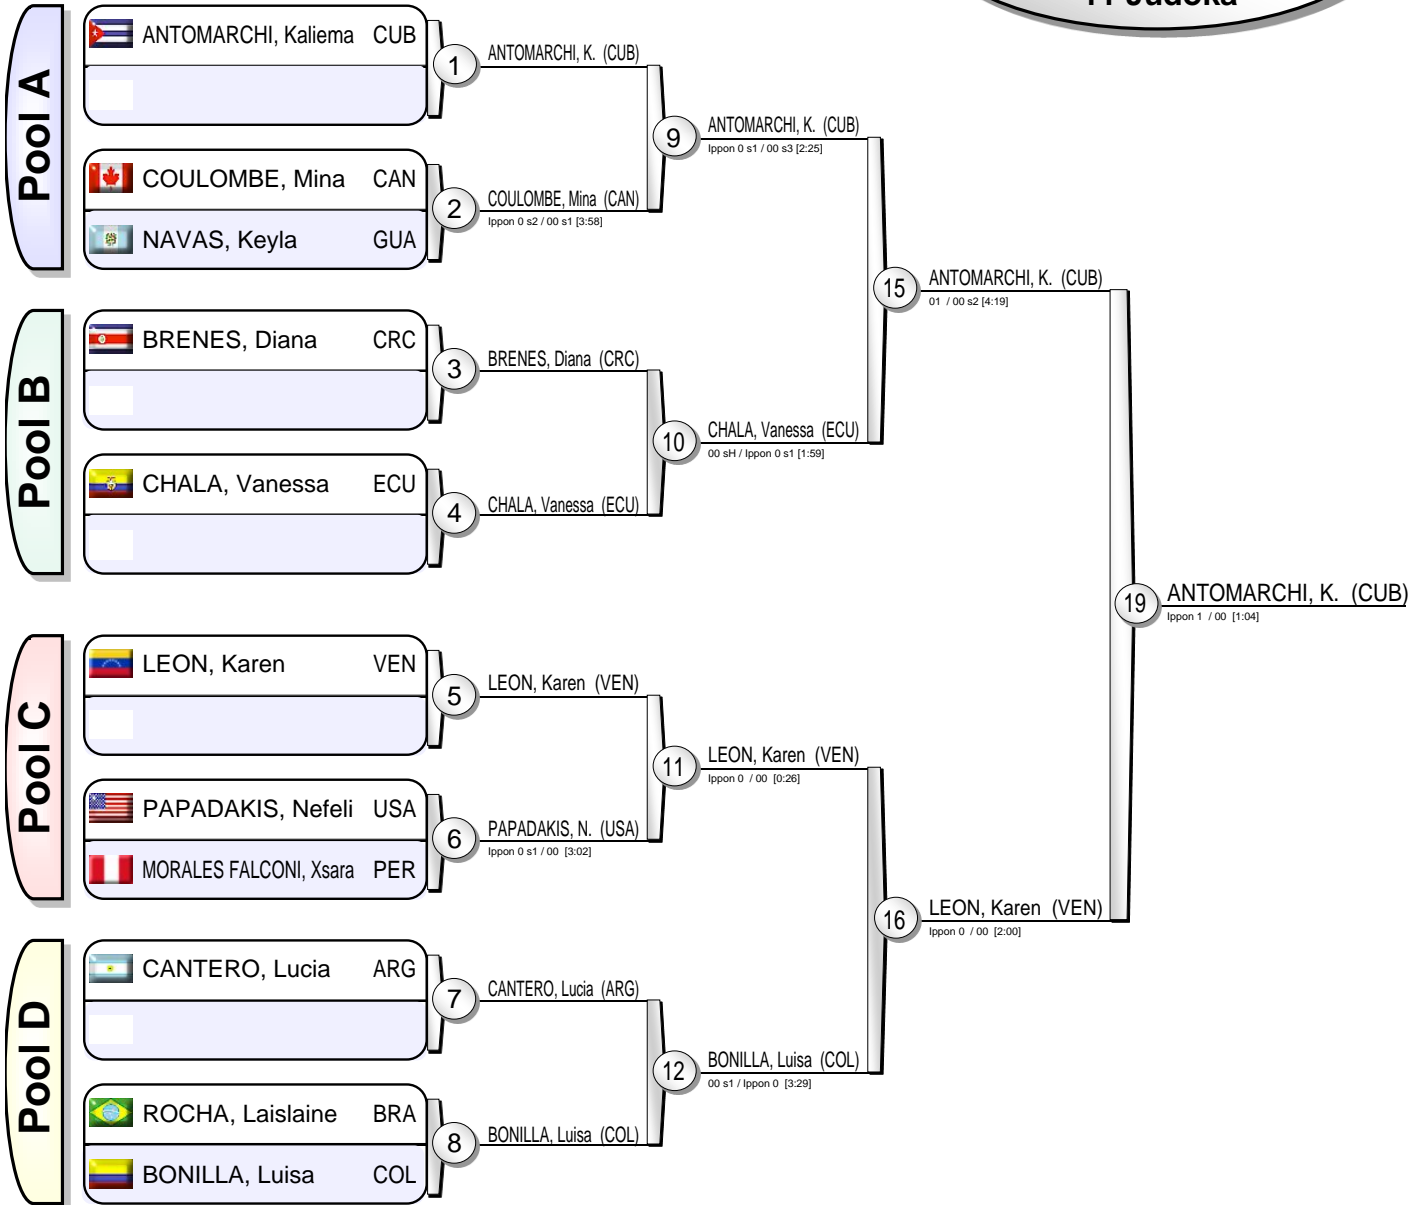 11 Judoka
Pool A
ANTOMARCHI, Kaliema CUB
COULOMBE, Mina CAN
NAVAS, Keyla GUA
Pool B
BRENES, Diana CRC
CHALA, Vanessa ECU
Pool C
LEON, Karen VEN
PAPADAKIS, Nefeli USA
MORALES FALCONI, Xsara PER
Pool D
CANTERO, Lucia ARG
ROCHA, Laislaine BRA
BONILLA, Luisa COL
1
ANTOMARCHI, K. (CUB)
2
COULOMBE, Mina (CAN)
Ippon 0 s2 / 00 s1 [3:58]
3
BRENES, Diana (CRC)
4
CHALA, Vanessa (ECU)
5
LEON, Karen (VEN)
6
PAPADAKIS, N. (USA)
Ippon 0 s1 / 00 [3:02]
7
CANTERO, Lucia (ARG)
8
BONILLA, Luisa (COL)
9
ANTOMARCHI, K. (CUB)
Ippon 0 s1 / 00 s3 [2:25]
10
CHALA, Vanessa (ECU)
00 sH / Ippon 0 s1 [1:59]
11
LEON, Karen (VEN)
Ippon 0 / 00 [0:26]
12
BONILLA, Luisa (COL)
00 s1 / Ippon 0 [3:29]
15
ANTOMARCHI, K. (CUB)
01 / 00 s2 [4:19]
16
LEON, Karen (VEN)
Ippon 0 / 00 [2:00]
19
ANTOMARCHI, K. (CUB)
Ippon 1 / 00 [1:04]